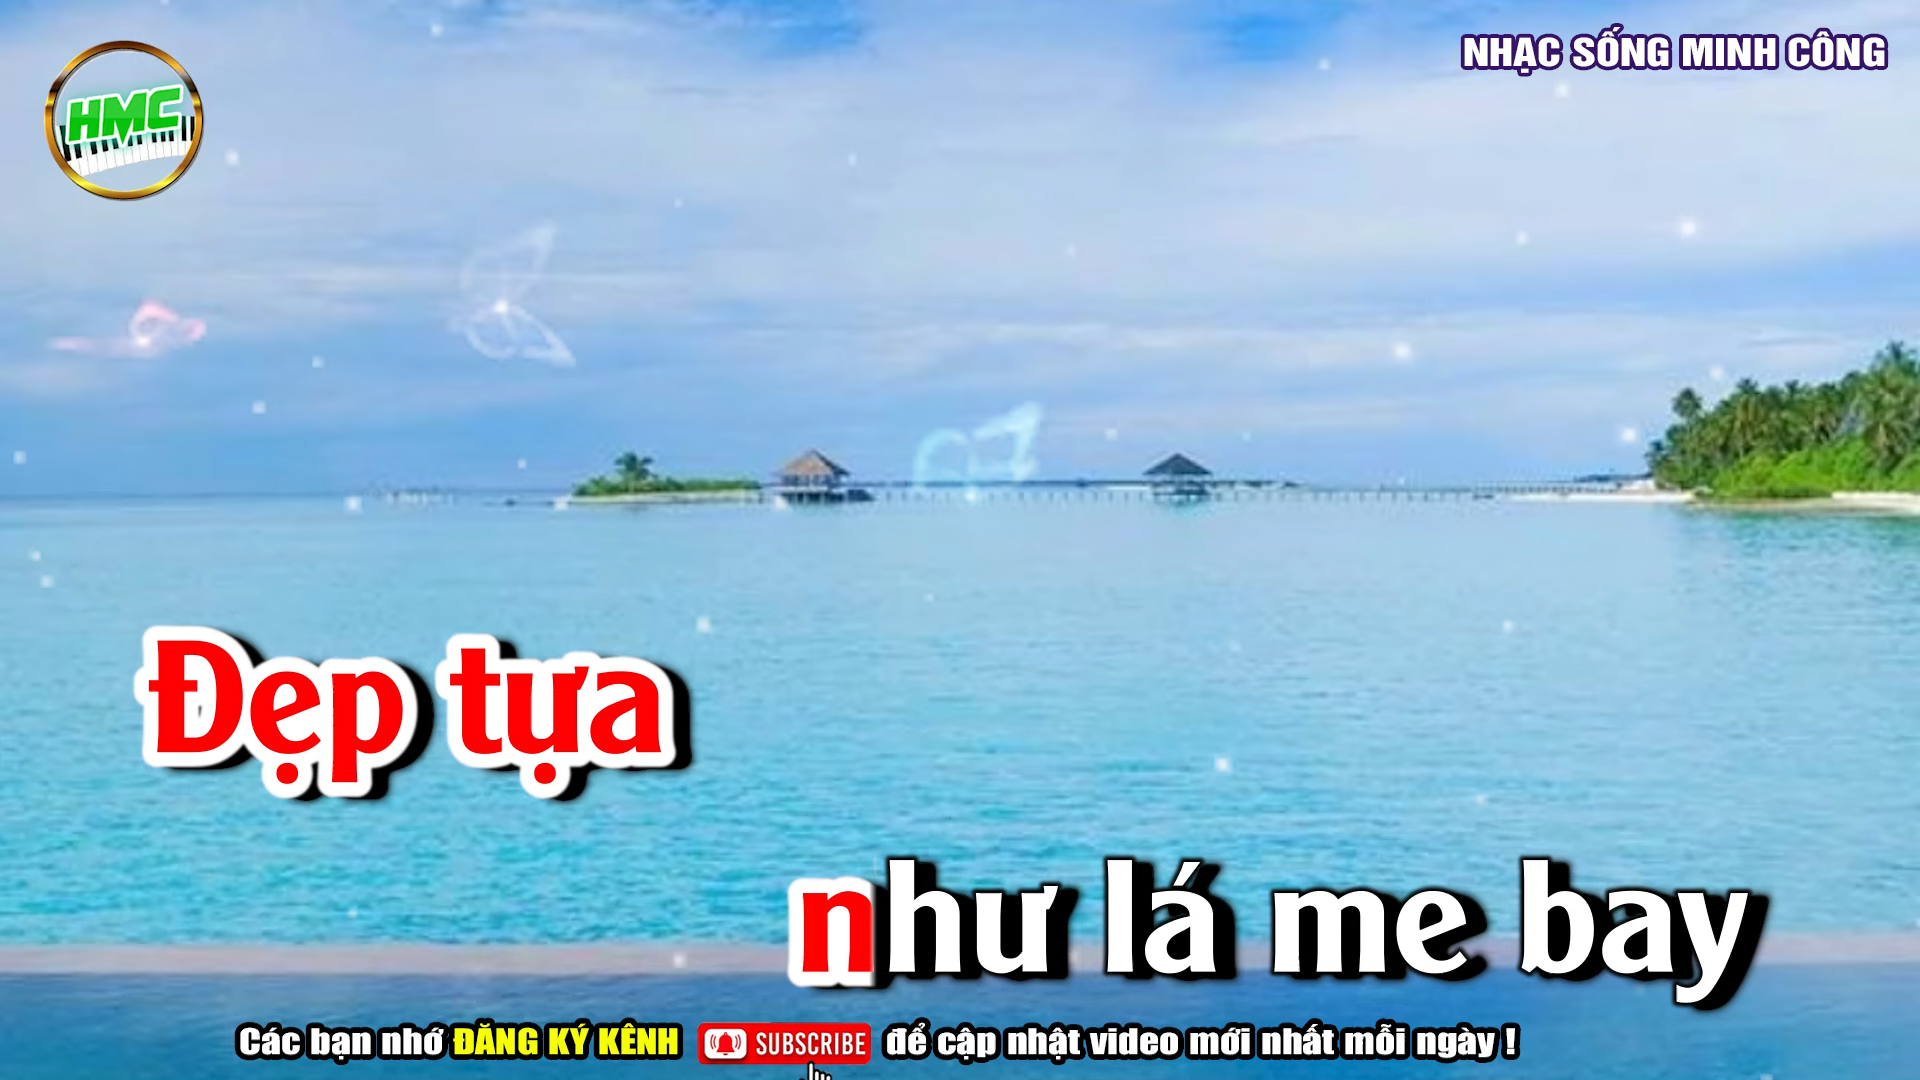 HMC
NHẠC SỐNG MINH CÔNG
Đẹp tựa
như lá me bay
Các bạn nhớ ĐĂNG KÝ KÊNH SUBSCRIBE để cập nhật video mới nhất mỗi ngày !